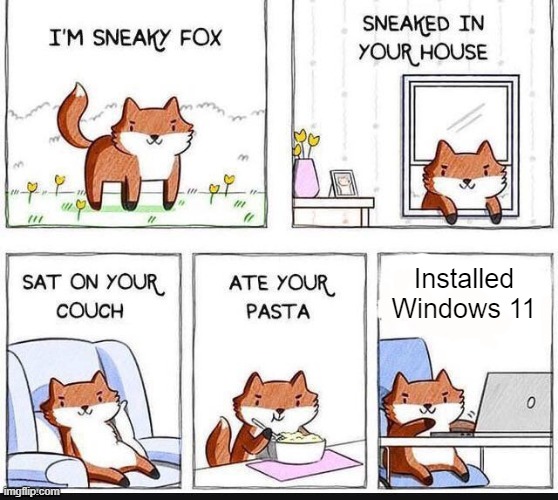 I'M SNEAKY FOX
SNEAKED IN
YOUR HOUSE
SAT ON YOUR
COUCH
ATE YOUR
PASTA
Installed
Windows 11
imgflip.com